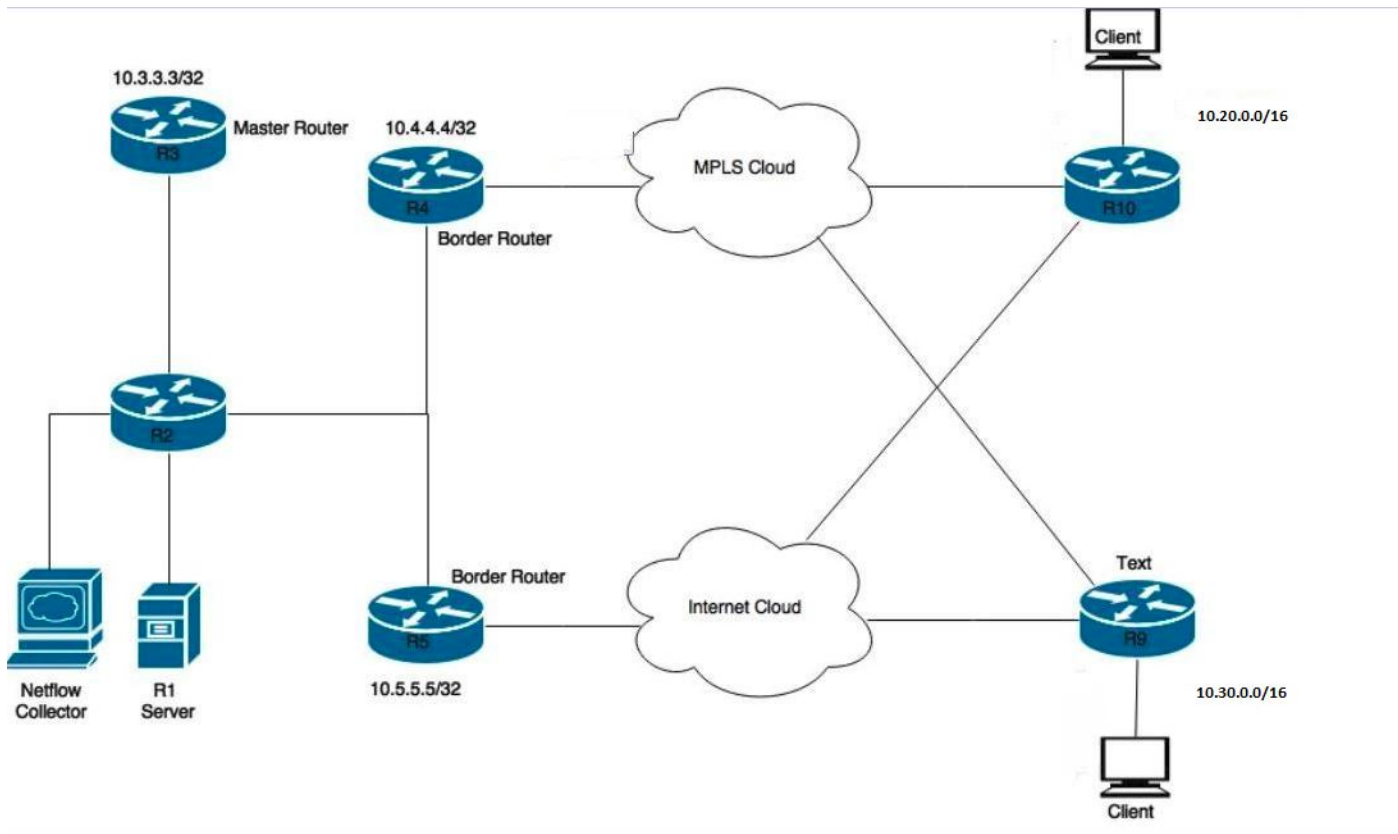 Client
10.3.3.3/32
10.20.0.0/16
Master Router
10.4.4.4/32
R3
MPLS Cloud
R4
R10
Border Router
R2
Text
Border Router
Internet Cloud
R5
R9
Netflow
Collector
R1
Server
10.5.5.5/32
10.30.0.0/16
Client